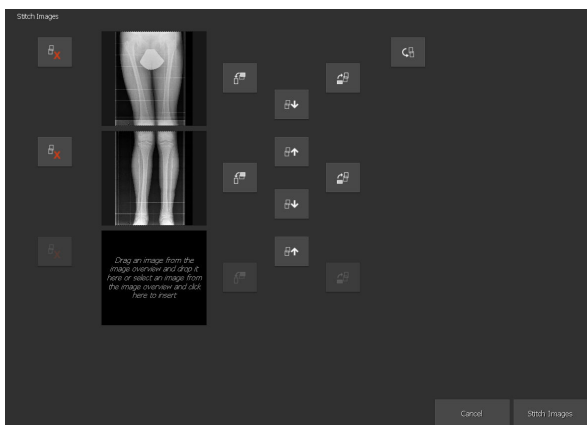 Stitch Images
Drag an image from the
image overview and drop it
here or select an image from
the image overview and click
here to insert
Cancel
Stitch Images